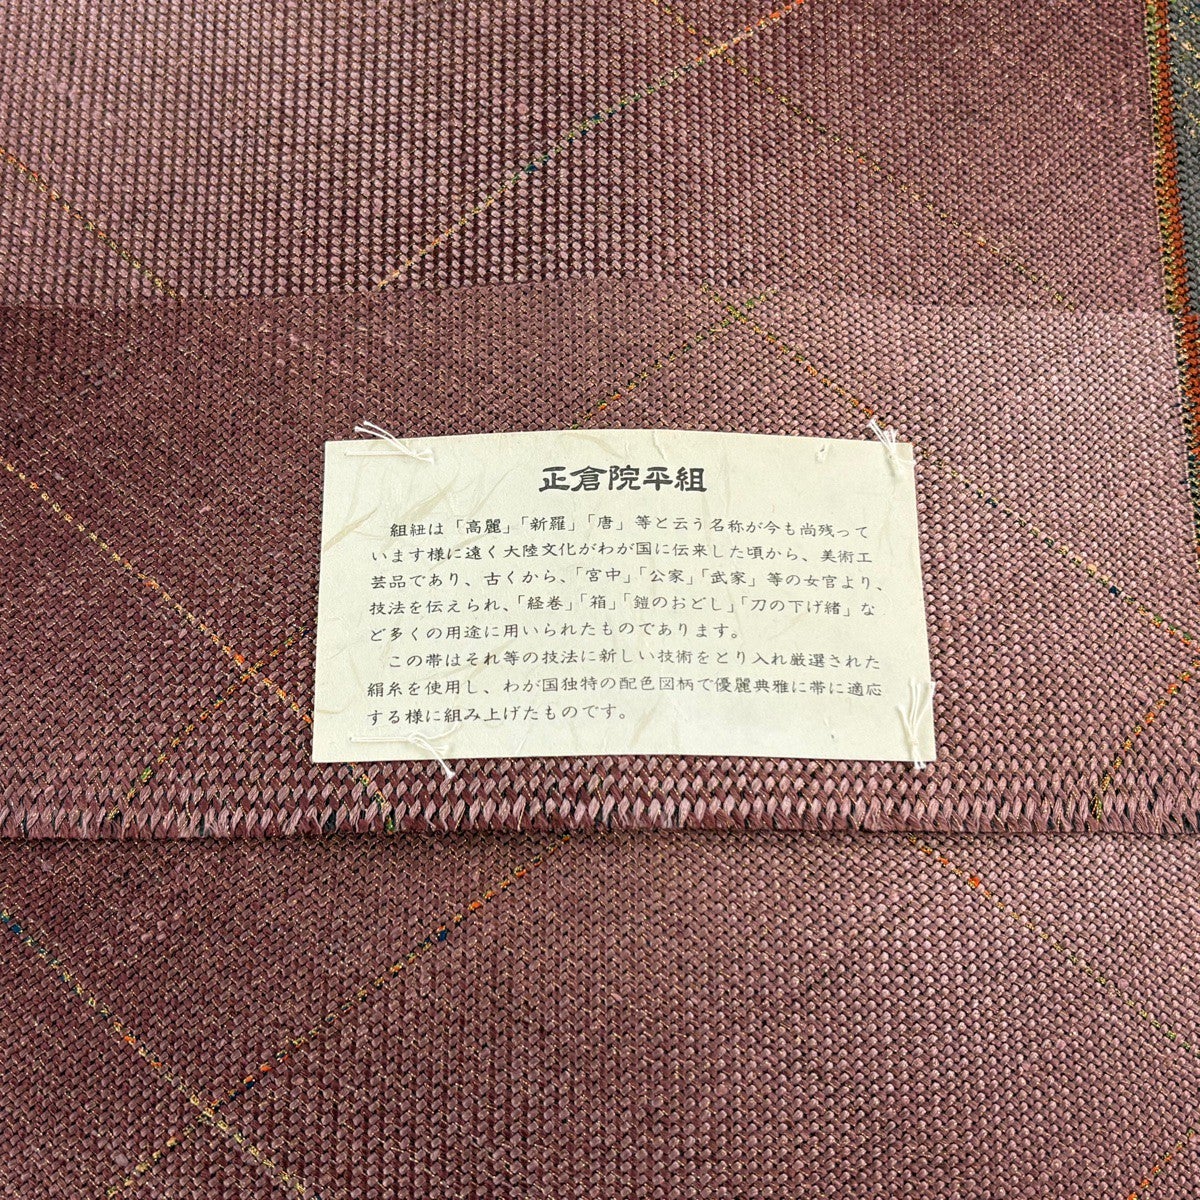 正倉院平組
組紐は「高麗」「新羅」「唐」等と云う名称が今も尚残って
います様に遠く大陸文化がわが国に伝来した頃から、美術工
芸品であり、古くから、「宮中」「公家」「武家」等の女官より、
技法を伝えられ、「経巻」「箱」「鎧のおどし」「刀の下げ緒」な
ど多くの用途に用いられたものであります。
この帯はそれ等の技法に新しい技術をとり入れ厳選された
絹糸を使用し、わが国独特の配色図柄で優麗典雅に帯に適応
する様に組み上げたものです。